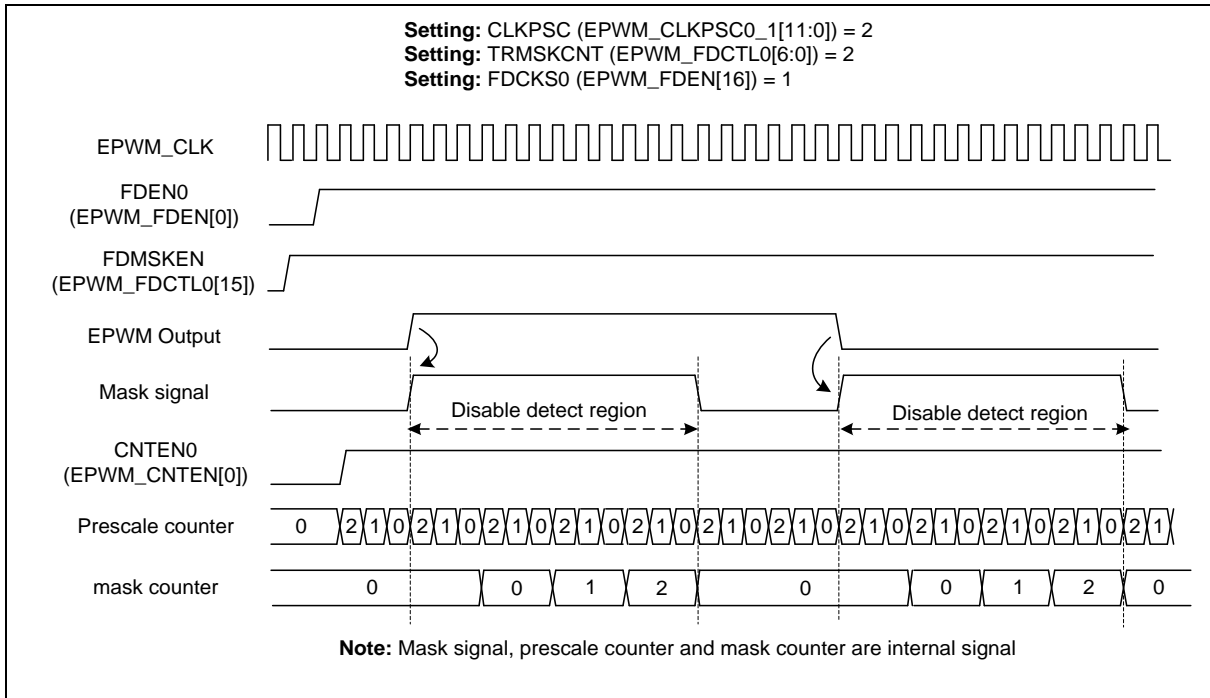 Setting: CLKPSC (EPWM_CLKPSC0_1[11:0]) = 2
Setting: TRMSKCNT (EPWM_FDCTL0[6:0]) = 2
Setting: FDCKS0 (EPWM_FDEN[16]) = 1
EPWM_CLK
FDEN0
(EPWM_FDEN[0])
FDMSKEN
(EPWM_FDCTL0[15])
EPWM Output
Mask signal
Disable detect region Disable detect region
CNTEN0
(EPWM_CNTEN[0])
Prescale counter 0 2 1 0 2 1 0 2 1 0 2 1 0 2 1 0 2 1 0 2 1 0 2 1 0 2 1 0 2 1 0 2 1 0 2 1
mask counter 0 0 1 2 0 0 1 2 0
Note: Mask signal, prescale counter and mask counter are internal signal